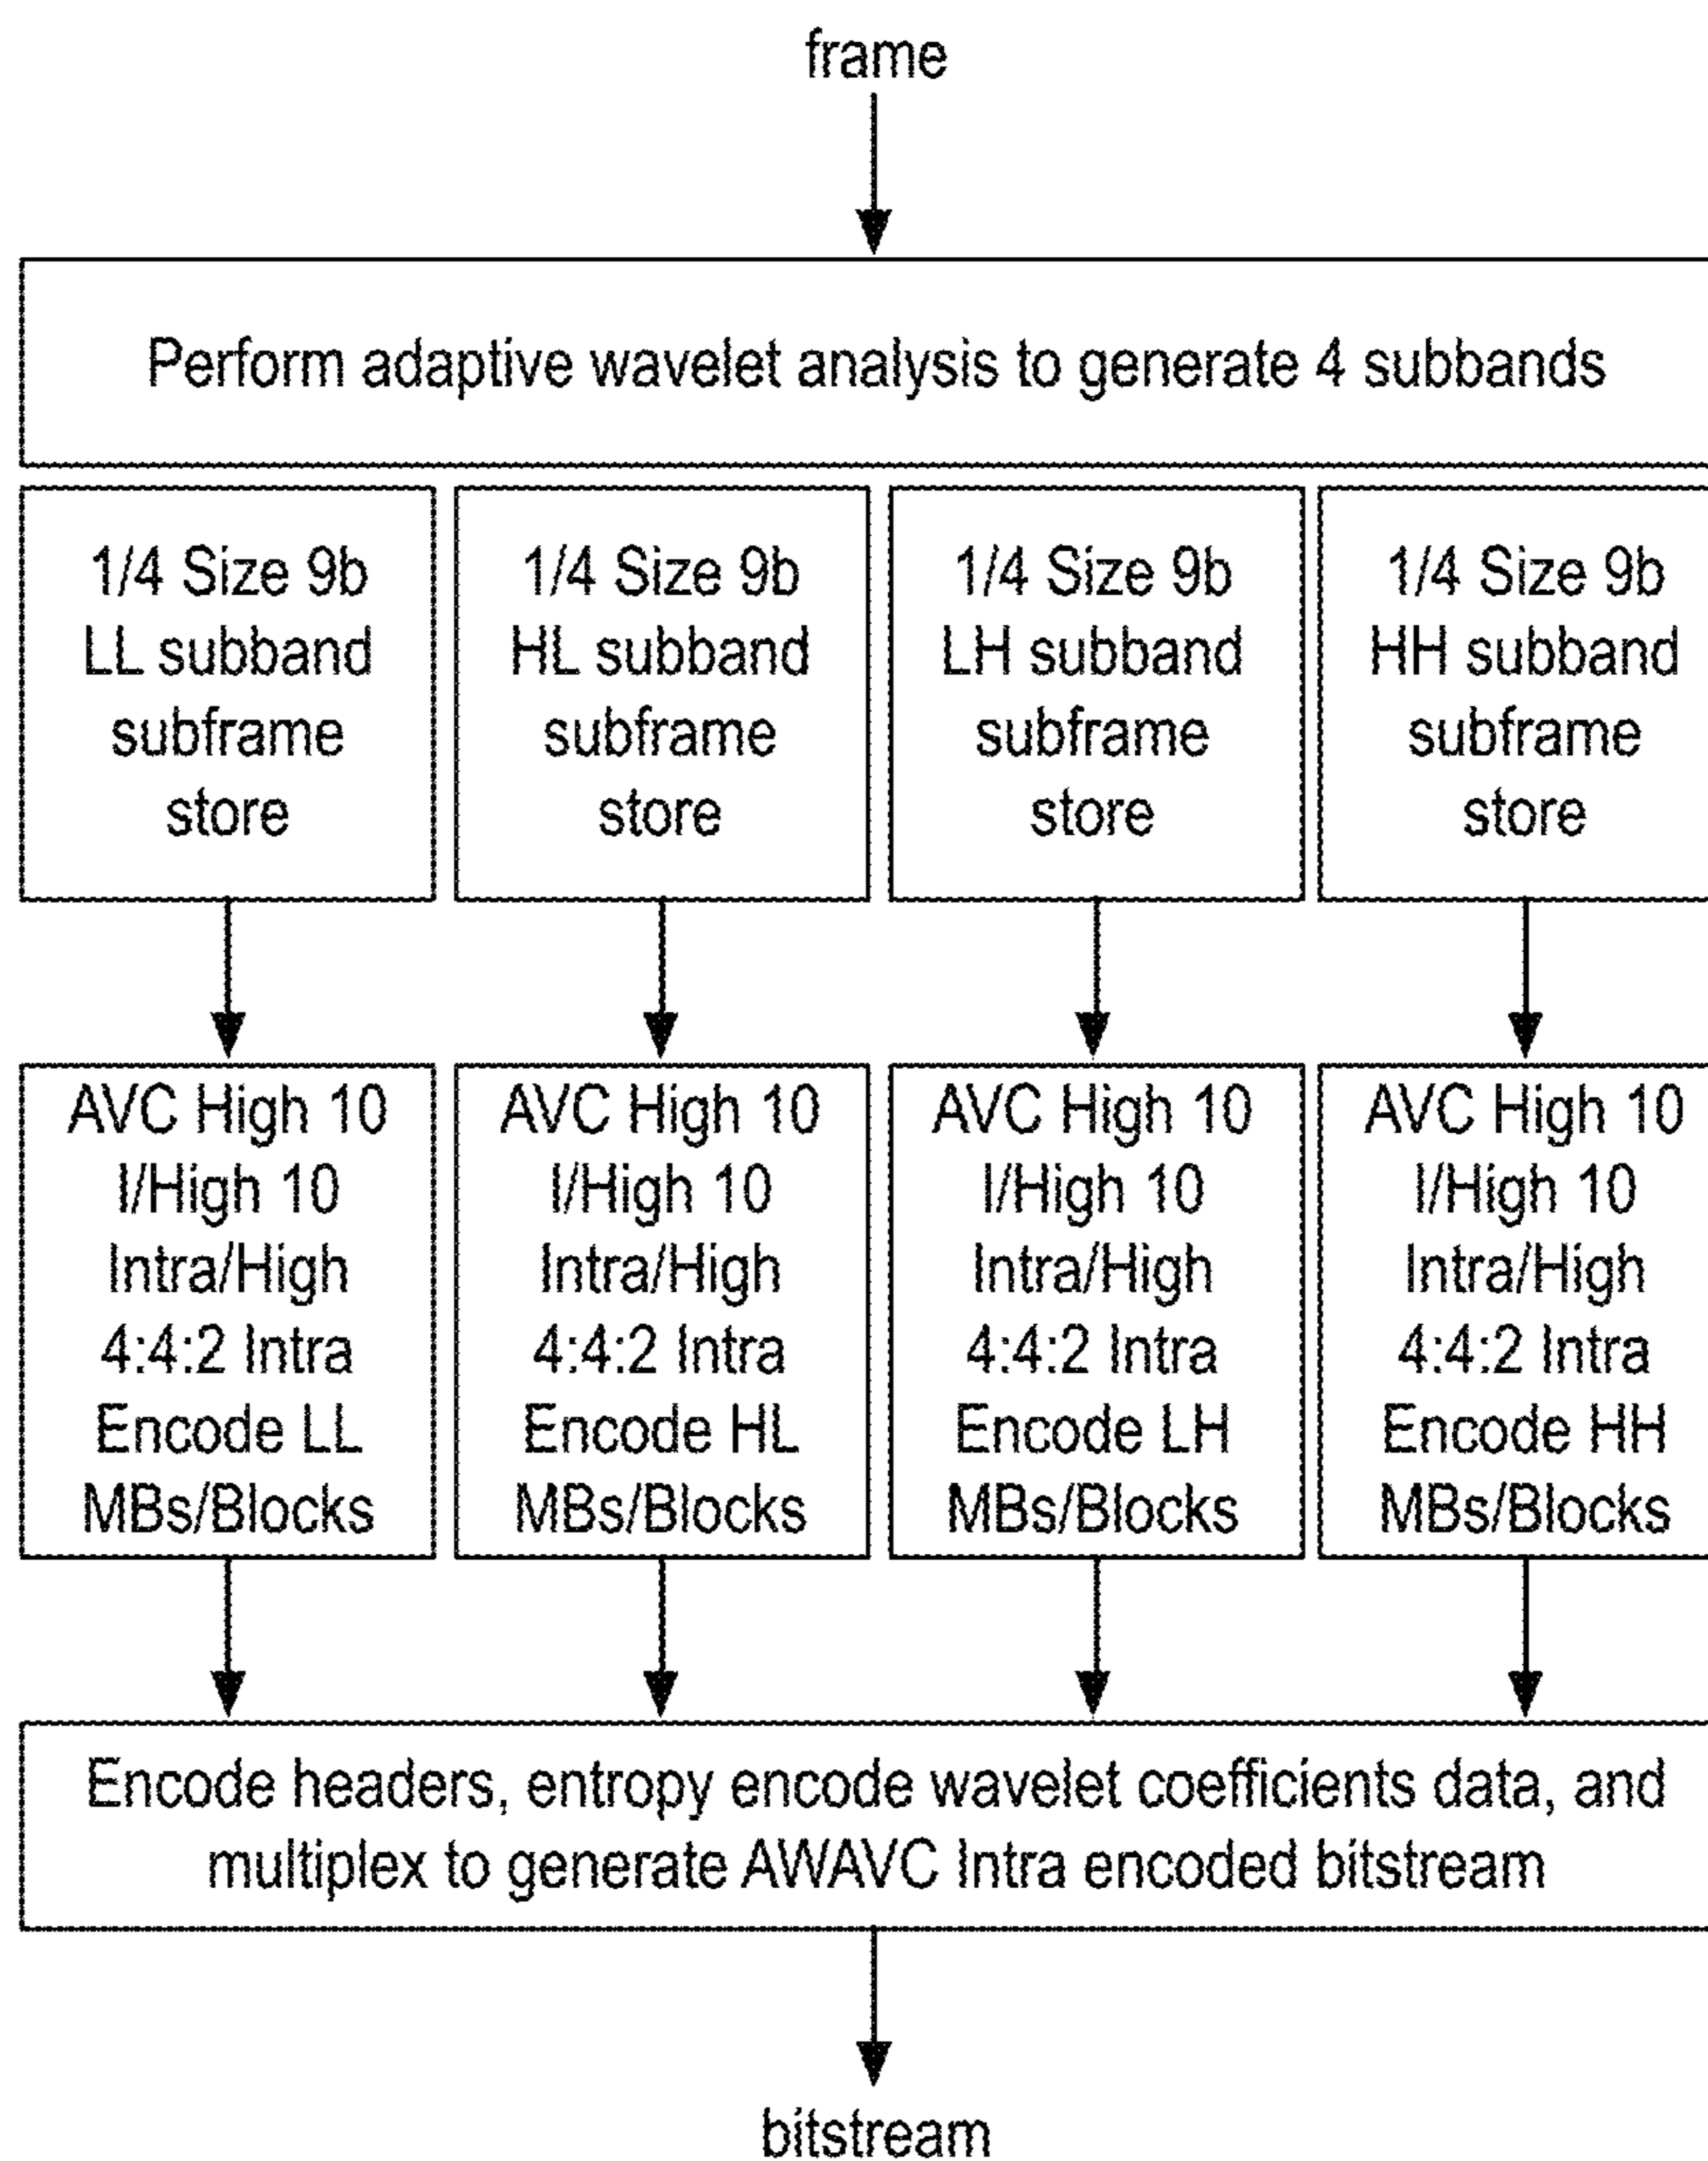 frame
Perform adaptive wavelet analysis to generate 4 subbands
1/4 Size 9b
LL subband
subframe
store
1/4 Size 9b
HL subband
subframe
store
1/4 Size 9b
LH subband
subframe
store
1/4 Size 9b
HH subband
subframe
store
AVC High 10
I/High 10
Intra/High
4:4:2 Intra
Encode LL
MBs/Blocks
AVC High 10
I/High 10
Intra/High
4:4:2 Intra
Encode HL
MBs/Blocks
AVC High 10
I/High 10
Intra/High
4:4:2 Intra
Encode LH
MBs/Blocks
AVC High 10
I/High 10
Intra/High
4:4:2 Intra
Encode HH
MBs/Blocks
Encode headers, entropy encode wavelet coefficients data, and
multiplex to generate AWAVC Intra encoded bitstream
bitstream